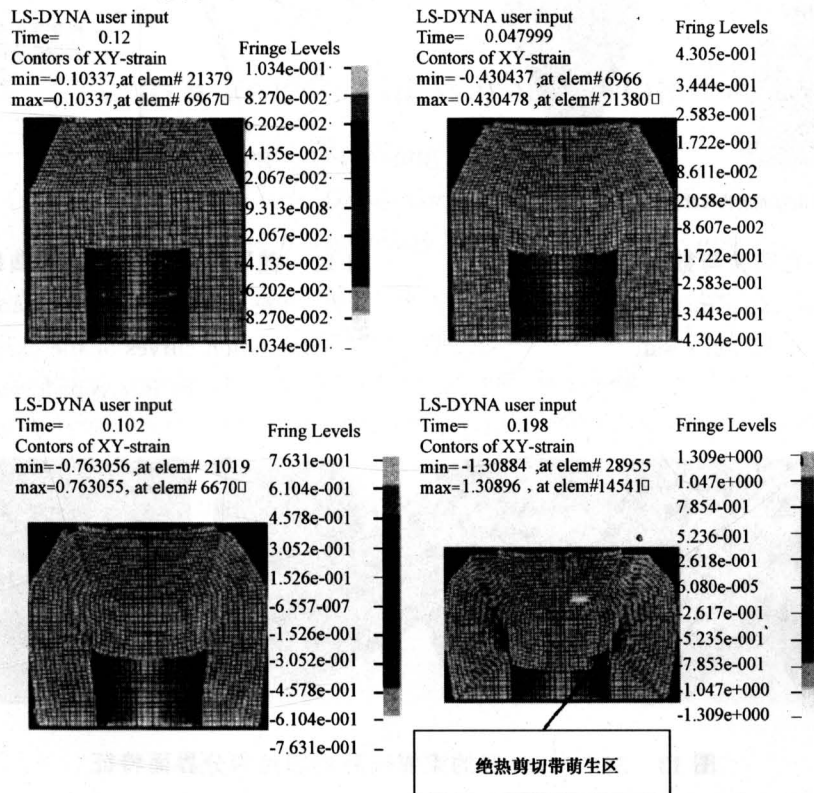 LS-DYNA user input
Time= 0.12
Contors of XY-strain
min=-0.10337,at elem# 21379
max=0.10337,at elem# 6967□
Fringe Levels
1.034e-001
8.270e-002
6.202e-002
4.135e-002
2.067e-002
9.313e-008
2.067e-002
4.135e-002
6.202e-002
-8.270e-002
-1.034e-001
LS-DYNA user input
Time= 0.047999
Contors of XY-strain
min= -0.430437,at elem#6966
max=0.430478 ,at elem#21380□
Fringe Levels
4.305e-001
3.444e-001
2.583e-001
1.722e-001
8.611e-002
2.058e-005
-8.607e-002
-1.722e-001
-2.583e-001
-3.443e-001
-4.304e-001
LS-DYNA user input
Time= 0.102
Contors of XY-strain
min=-0.763056,at elem# 21019
max=0.763055, at elem# 6670□
Fring Levels
7.631e-001
6.104e-001
4.578e-001
3.052e-001
1.526e-001
-6.557-007
-1.526e-001
-3.052e-001
-4.578e-001
-6.104e-001
-7.631e-001
LS-DYNA user input
Time= 0.198
Contors of XY-strain
min=-1.30884 ,at elem# 28955
max=1.30896 , at elem#14541□
Fringe Levels
1.309e+000
1.047e+000
7.854-001
5.236-001
2.618e-001
6.080e-005
-2.617e-001
-5.235e-001
-7.853e-001
-1.047e+000
-1.309e+000
绝热剪切带萌生区